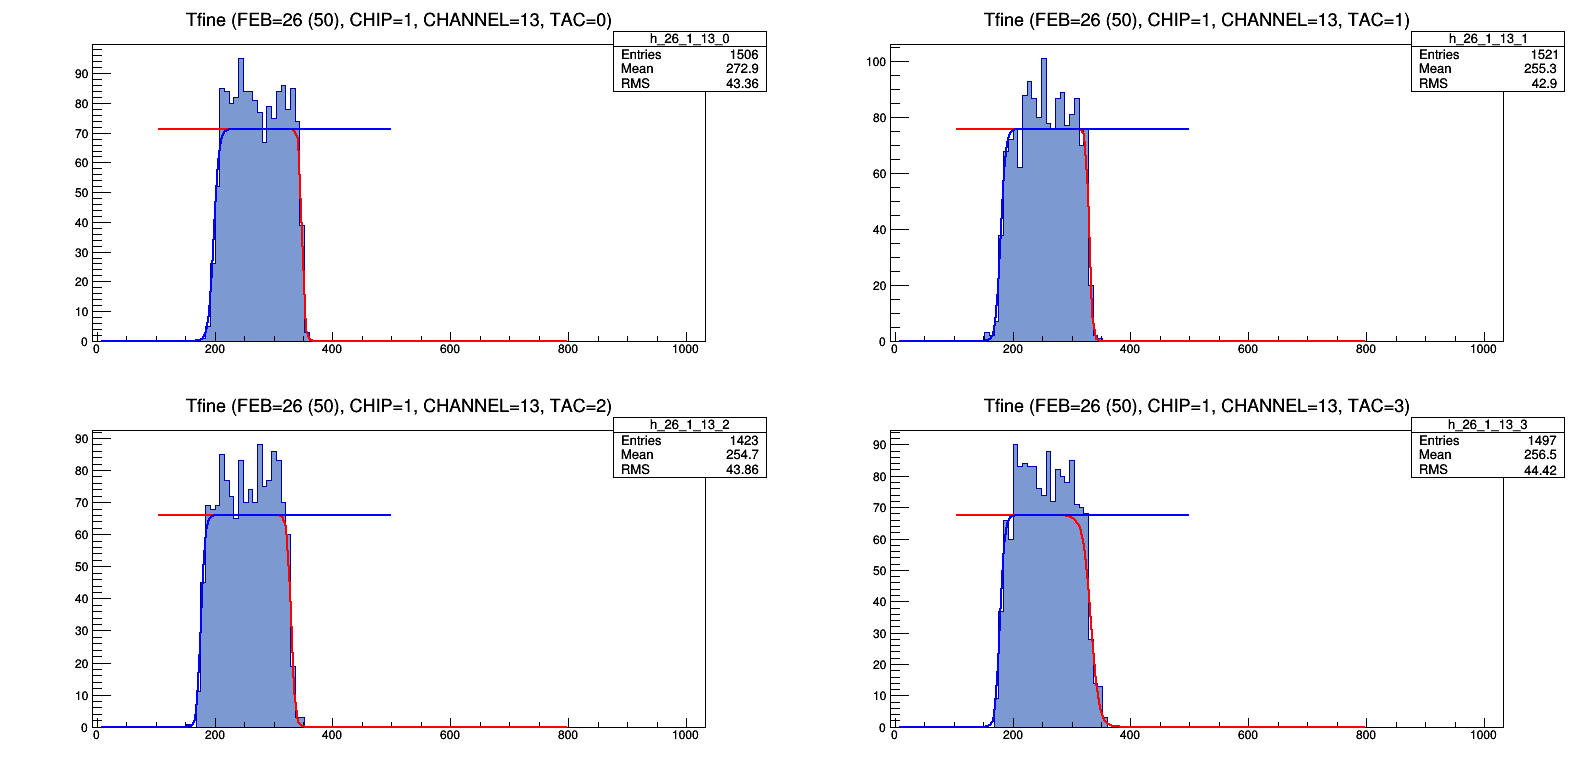 Tfine (FEB=26 (50), CHIP=1, CHANNEL=13, TAC=0)
h_26_1_13_0
Entries 1506
Mean 272.9
RMS 43.36
90
80
70
60
50
40
30
20
10
0
0 200 400 600 800 1000
Tfine (FEB=26 (50), CHIP=1, CHANNEL=13, TAC=1)
h_26_1_13_1
Entries 1521
Mean 255.3
RMS 42.9
100
80
60
40
20
0
0 200 400 600 800 1000
Tfine (FEB=26 (50), CHIP=1, CHANNEL=13, TAC=2)
h_26_1_13_2
Entries 1423
Mean 254.7
RMS 43.86
90
80
70
60
50
40
30
20
10
0
0 200 400 600 800 1000
Tfine (FEB=26 (50), CHIP=1, CHANNEL=13, TAC=3)
h_26_1_13_3
Entries 1497
Mean 256.5
RMS 44.42
90
80
70
60
50
40
30
20
10
0
0 200 400 600 800 1000